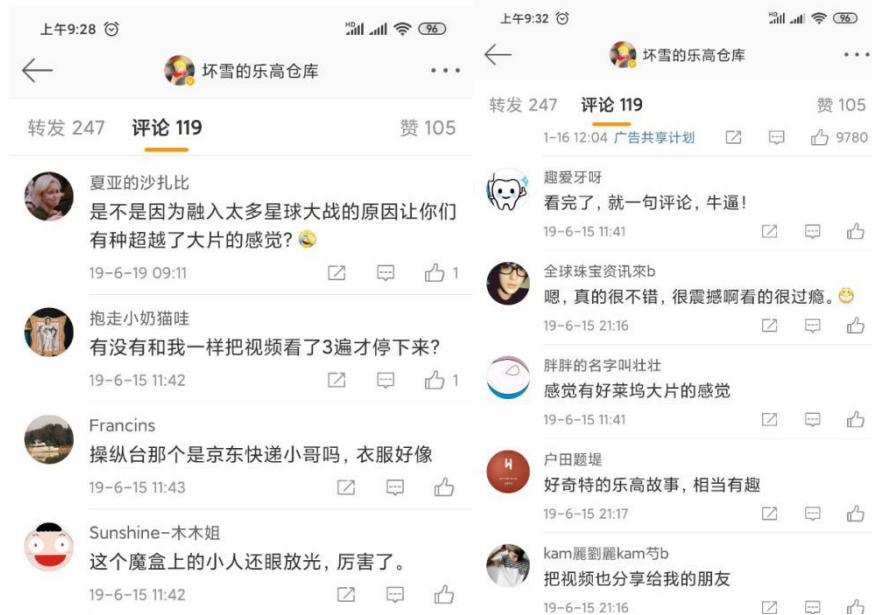 上午9:28
HD
96
坏雪的乐高仓库
转发 247 评论 119 赞 105
夏亚的沙扎比
是不是因为融入太多星球大战的原因让你们
有种超越了大片的感觉?
19-6-19 09:11 1
抱走小奶猫哇
有没有和我一样把视频看了3遍才停下来?
19-6-15 11:42 1
Francins
操纵台那个是京东快递小哥吗，衣服好像
19-6-15 11:43
Sunshine-木木姐
这个魔盒上的小人还眼放光，厉害了。
19-6-15 11:42
上午9:32
HD
96
坏雪的乐高仓库
转发 247 评论 119 赞 105
1-16 12:04 广告共享计划 9780
趣爱牙呀
看完了，就一句评论，牛逼!
19-6-15 11:41
全球珠宝资讯來b
嗯，真的很不错，很震撼啊看的很过瘾。
19-6-15 21:16
胖胖的名字叫壮壮
感觉有好莱坞大片的感觉
19-6-15 11:41
户田题堤
好奇特的乐高故事，相当有趣
19-6-15 21:17
kam麗劉麗kam芍b
把视频也分享给我的朋友
19-6-15 21:16